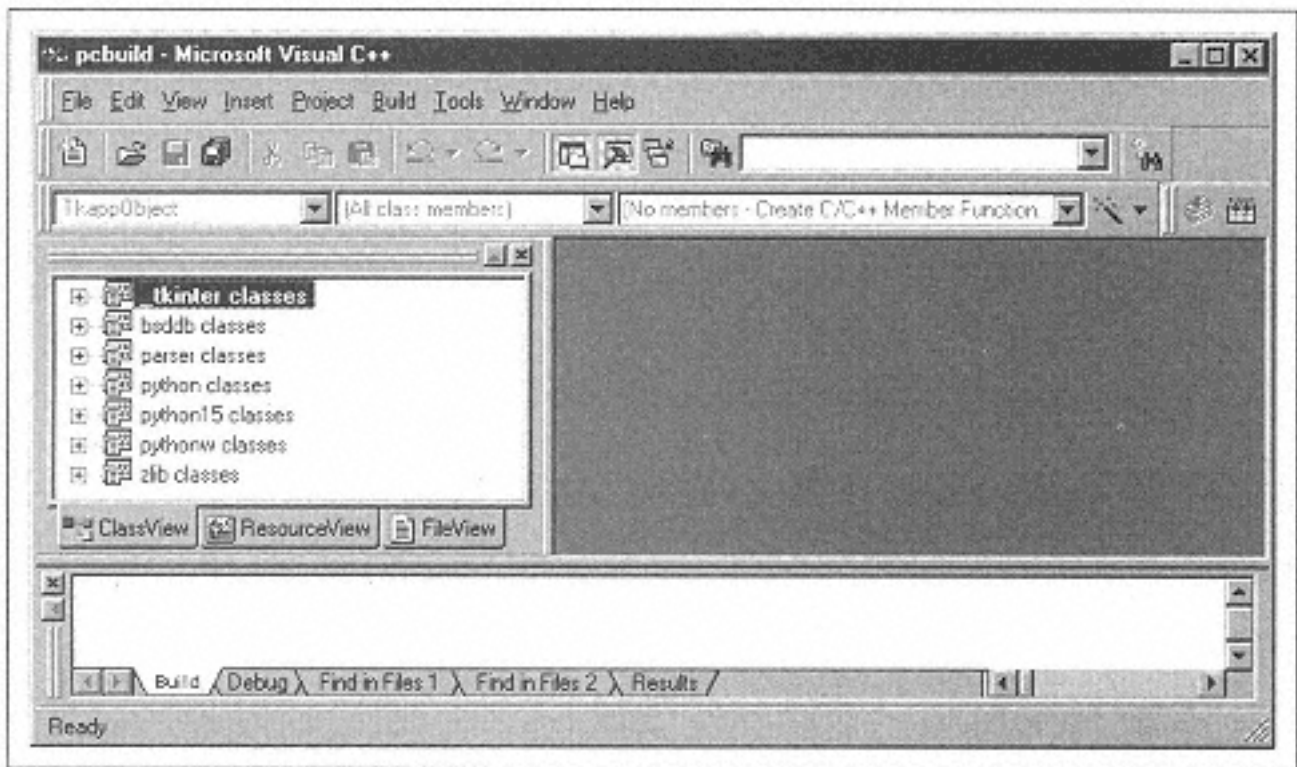 pcbuild - Microsoft Visual C++
File Edit View Insert Project Build Tools Window Help
TkappObject (All class members) (No members - Create C/C++ Member Function
_tkinter classes
bsddb classes
parser classes
python classes
python15 classes
pythonw classes
zlib classes
ClassView ResourceView FileView
Build Debug Find in Files 1 Find in Files 2 Results
Ready